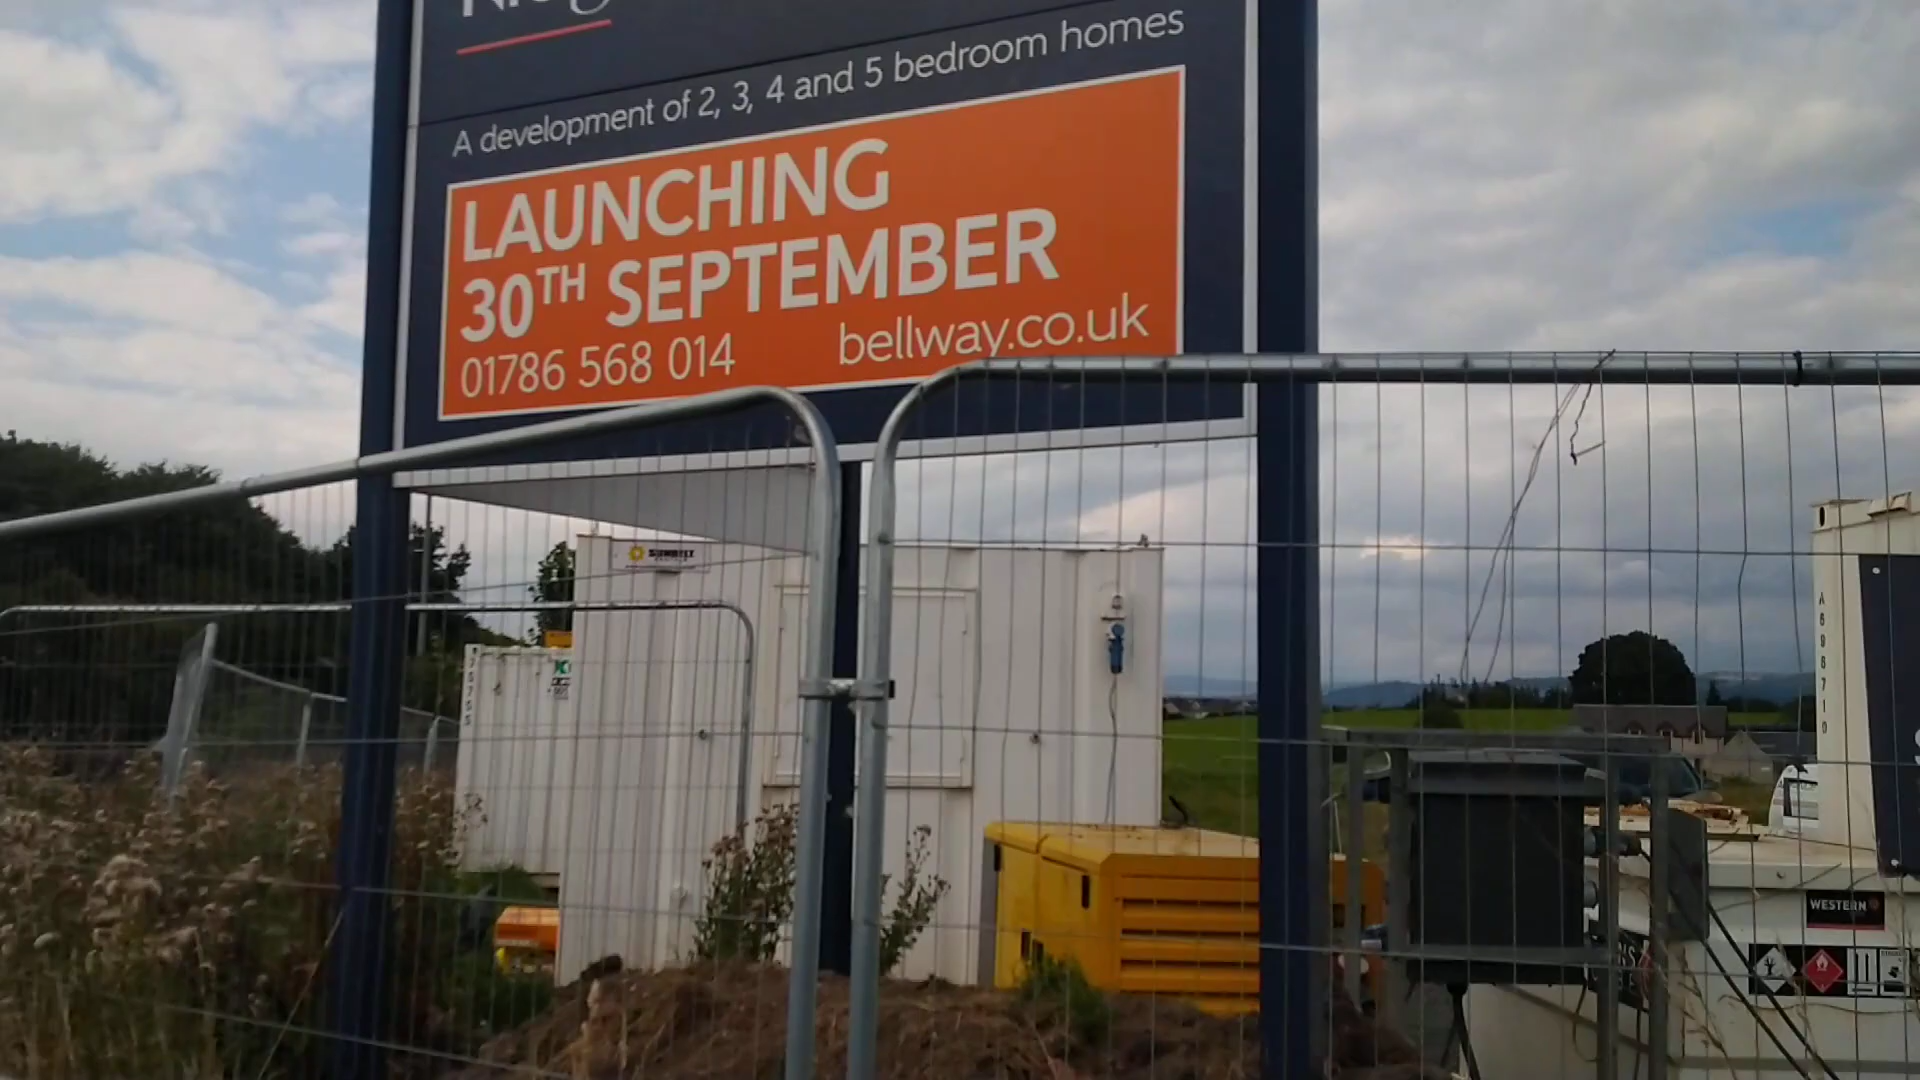 A development of 2, 3, 4 and 5 bedroom homes
LAUNCHING
30TH SEPTEMBER
01786 568 014 bellway.co.uk
SUNBELT
WESTERN